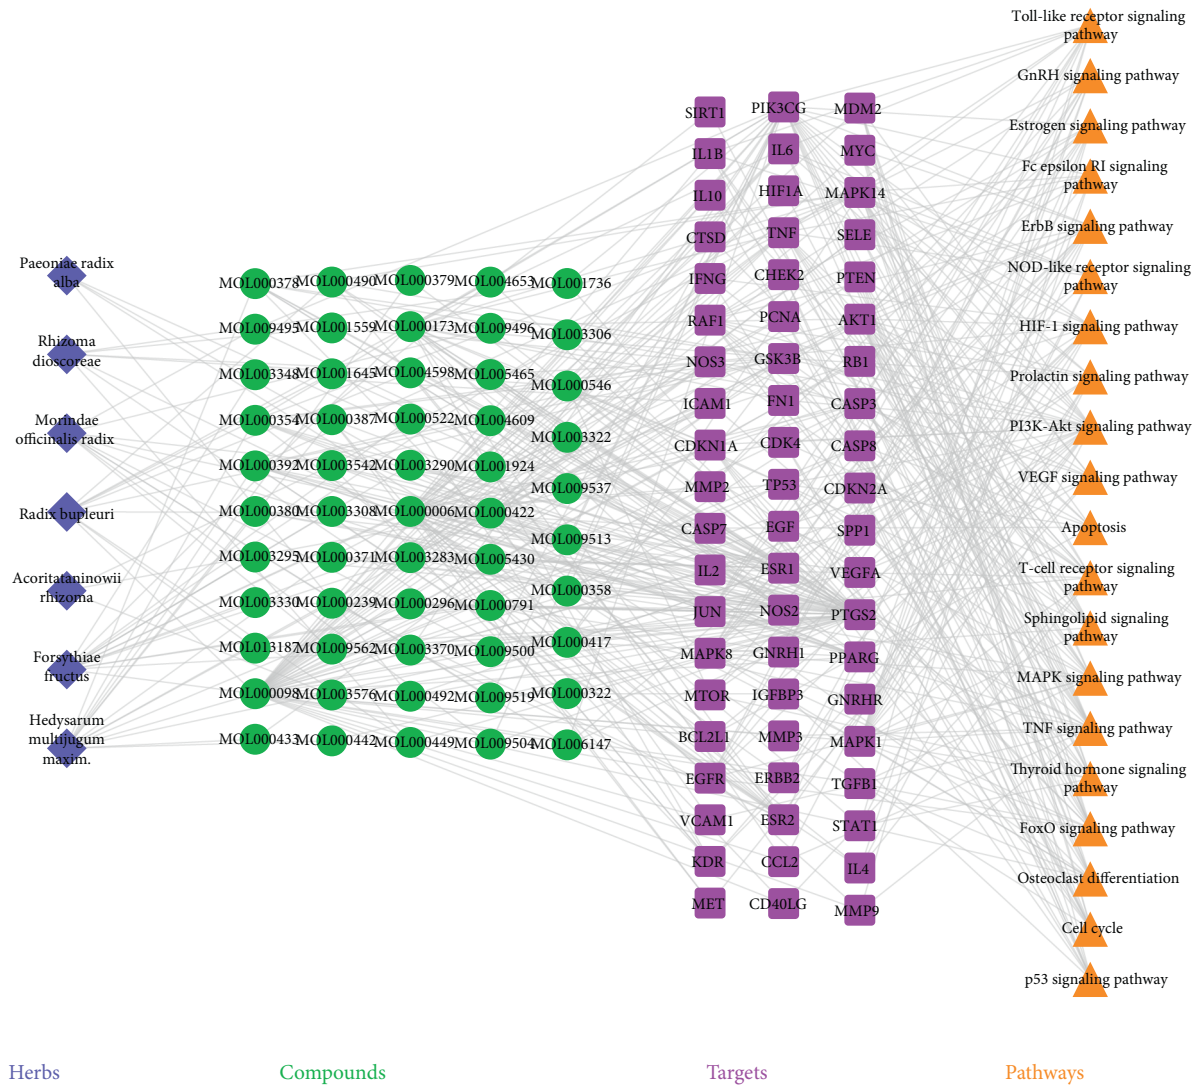 Paeoniae radix
alba
Rhizoma
dioscoreae
Morindae
officinalis radix
Radix bupleuri
Acoritataninowii
rhizoma
Forsythiae
fructus
Hedysarum
multijugum
maxim.
MOL000378 MOL000490 MOL000379 MOL004653 MOL001736
MOL009495 MOL001559 MOL000173 MOL009496 MOL003306
MOL003348 MOL001645 MOL004598 MOL005465 MOL000546
MOL000354 MOL000387 MOL000522 MOL004609 MOL003322
MOL000392 MOL003542 MOL003290 MOL001924 MOL009537
MOL000380 MOL003308 MOL000006 MOL000422 MOL009513
MOL003295 MOL000371 MOL003283 MOL005430 MOL000358
MOL003330 MOL000239 MOL000296 MOL000791 MOL000417
MOL013187 MOL009562 MOL003370 MOL009500 MOL000322
MOL000098 MOL003576 MOL000492 MOL009519 MOL006147
MOL000433 MOL000442 MOL000449 MOL009504
SIRT1 PIK3CG MDM2
IL1B IL6 MYC
IL10 HIF1A MAPK14
CTSD TNF SELE
IFNG CHEK2 PTEN
RAF1 PCNA AKT1
NOS3 GSK3B RB1
ICAM1 FN1 CASP3
CDKN1A CDK4 CASP8
MMP2 TP53 CDKN2A
CASP7 EGF SPP1
IL2 ESR1 VEGFA
JUN NOS2 PTGS2
MAPK8 GNRH1 PPARG
MTOR IGFBP3 GNRHR
BCL2L1 MMP3 MAPK1
EGFR ERBB2 TGFB1
VCAM1 ESR2 STAT1
KDR CCL2 IL4
MET CD40LG MMP9
Toll-like receptor signaling
pathway
GnRH signaling pathway
Estrogen signaling pathway
Fc epsilon RI signaling
pathway
ErbB signaling pathway
NOD-like receptor signaling
pathway
HIF-1 signaling pathway
Prolactin signaling pathway
PI3K-Akt signaling pathway
VEGF signaling pathway
Apoptosis
T-cell receptor signaling
pathway
Sphingolipid signaling
pathway
MAPK signaling pathway
TNF signaling pathway
Thyroid hormone signaling
pathway
FoxO signaling pathway
Osteoclast differentiation
Cell cycle
p53 signaling pathway
Herbs Compounds Targets Pathways